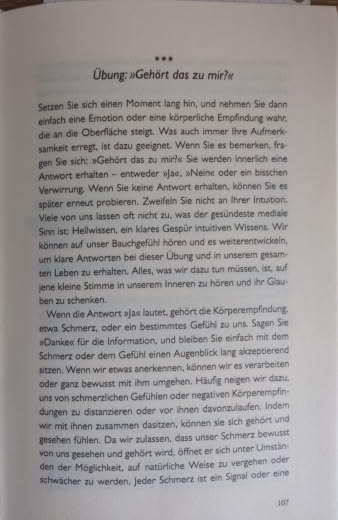 ***
Übung: »Gehört das zu mir?«
Setzen Sie sich einen Moment lang hin, und nehmen Sie dann
einfach eine Emotion oder eine körperliche Empfindung wahr,
die an die Oberfläche steigt. Was auch immer Ihre Aufmerk-
samkeit erregt, ist dazu geeignet. Wenn Sie es bemerken, fra-
gen Sie sich: »Gehört das zu mir?« Sie werden innerlich eine
Antwort erhalten – entweder »Ja«, »Nein« oder ein bisschen
Verwirrung. Wenn Sie keine Antwort erhalten, können Sie es
später erneut probieren. Zweifeln Sie nicht an Ihrer Intuition.
Viele von uns lassen oft nicht zu, was der gesündeste mediale
Sinn ist: Hellwissen, ein klares Gespür intuitiven Wissens. Wir
können auf unser Bauchgefühl hören und es weiterentwickeln,
um klare Antworten bei dieser Übung und in unserem gesam-
ten Leben zu erhalten. Alles, was wir dazu tun müssen, ist, auf
jene kleine Stimme in unserem Inneren zu hören und ihr Glau-
ben zu schenken.
Wenn die Antwort »Ja« lautet, gehört die Körperempfindung,
etwa Schmerz, oder ein bestimmtes Gefühl zu uns. Sagen Sie
»Danke« für die Information, und bleiben Sie einfach mit dem
Schmerz oder dem Gefühl einen Augenblick lang akzeptierend
sitzen. Wenn wir etwas anerkennen, können wir es verarbeiten
oder ganz bewusst mit ihm umgehen. Häufig neigen wir dazu,
uns von schmerzlichen Gefühlen oder negativen Körperempfin-
dungen zu distanzieren oder vor ihnen davonzulaufen. Indem
wir mit ihnen zusammen dasitzen, können sie sich gehört und
gesehen fühlen. Da wir zulassen, dass unser Schmerz bewusst
von uns gesehen und gehört wird, öffnet er sich unter Umstän-
den der Möglichkeit, auf natürliche Weise zu vergehen oder
schwächer zu werden. Jeder Schmerz ist ein Signal oder eine
107